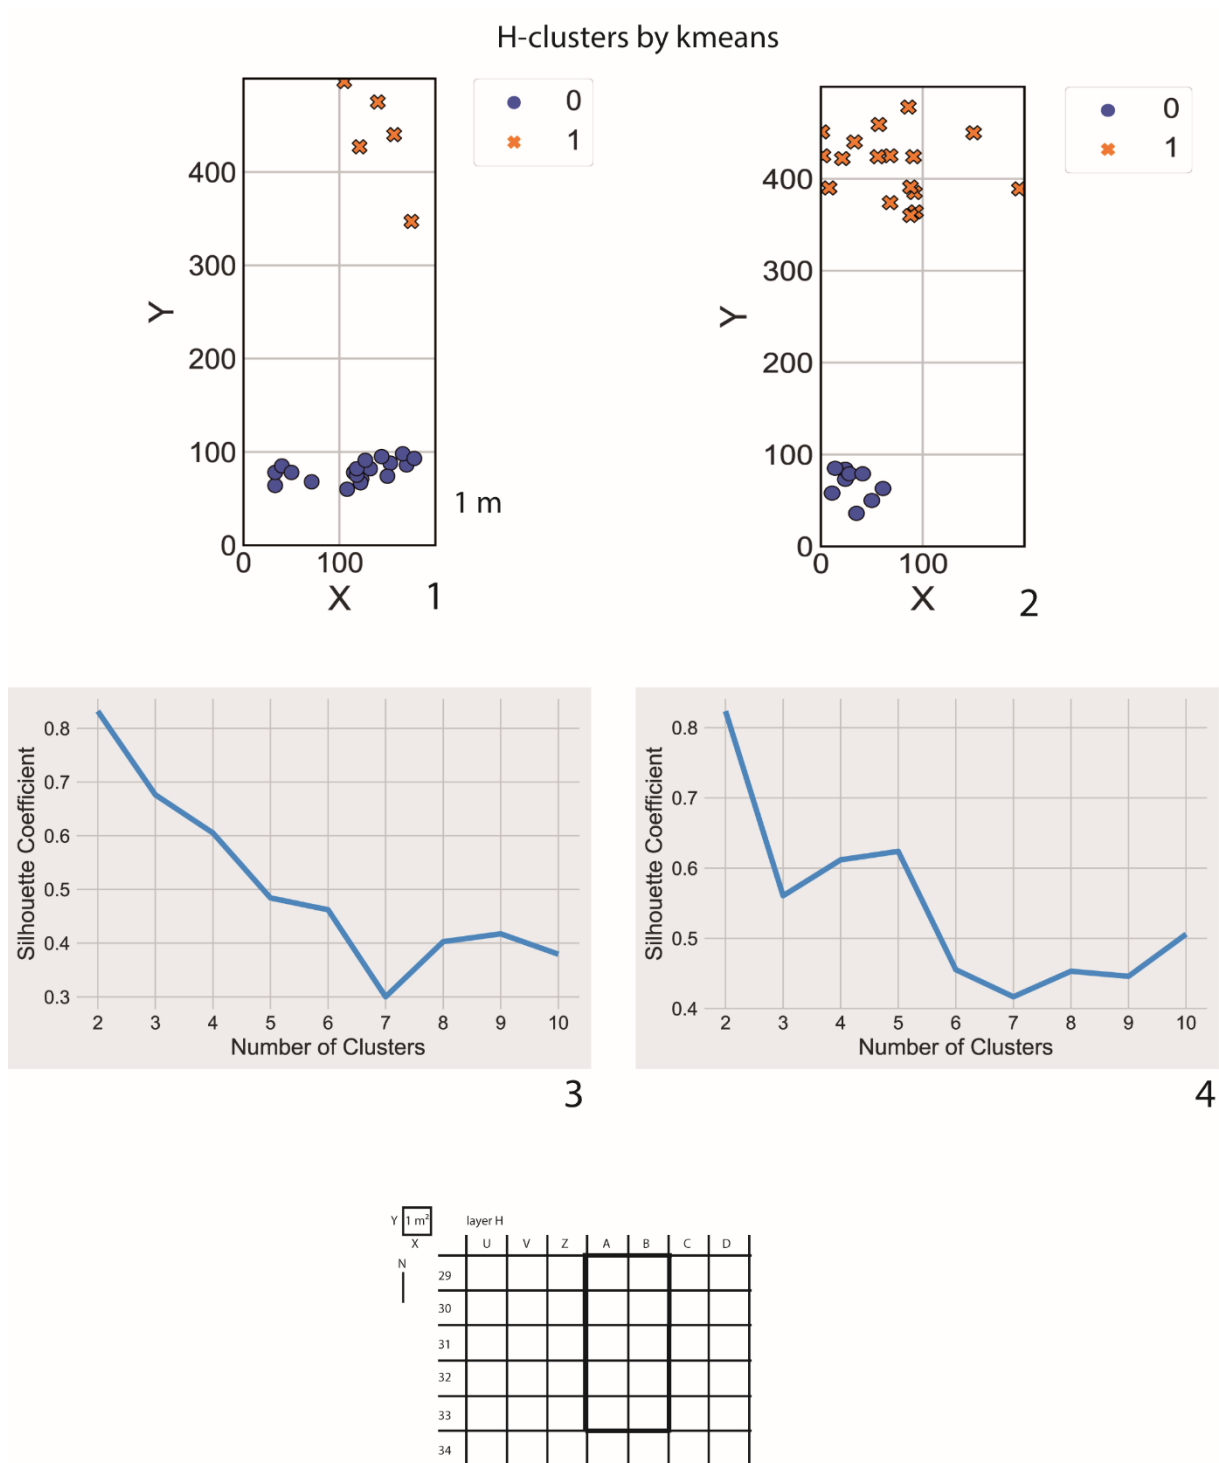 H-clusters by kmeans
0
1
400
300
200
100
0
0 100
Y
X
1
1 m
0
1
400
300
200
100
0
0 100
Y
X
2
Silhouette Coefficient
0.8
0.7
0.6
0.5
0.4
0.3
2 3 4 5 6 7 8 9 10
Number of Clusters
3
Silhouette Coefficient
0.8
0.7
0.6
0.5
0.4
2 3 4 5 6 7 8 9 10
Number of Clusters
4
Y 1 m² layer H
X
N
U V Z A B C D
29
30
31
32
33
34